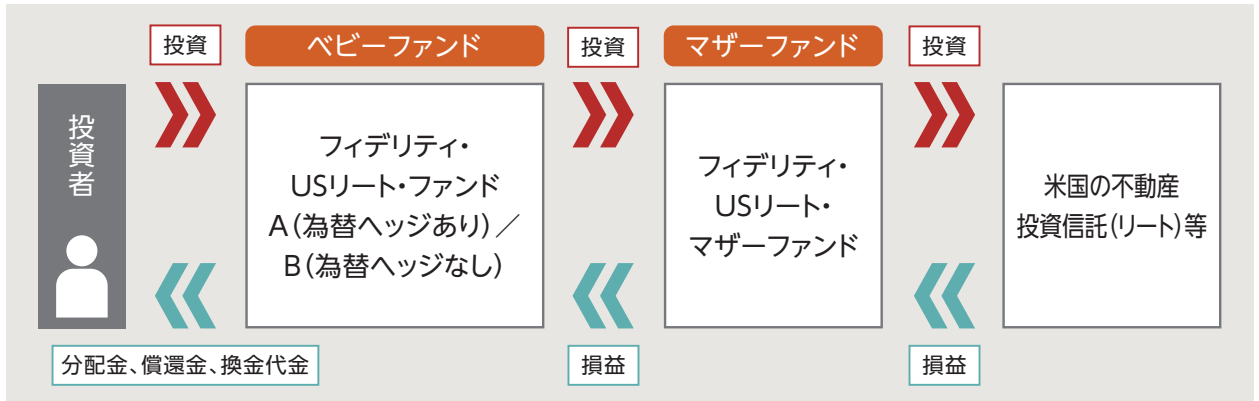 投資
ベビーファンド
投資
マザーファンド
投資
投資者
フィデリティ・
USリート・ファンド
A(為替ヘッジあり)/
B(為替ヘッジなし)
フィデリティ・
USリート・
マザーファンド
米国の不動産
投資信託(リート)等
分配金、償還金、換金代金
損益
損益